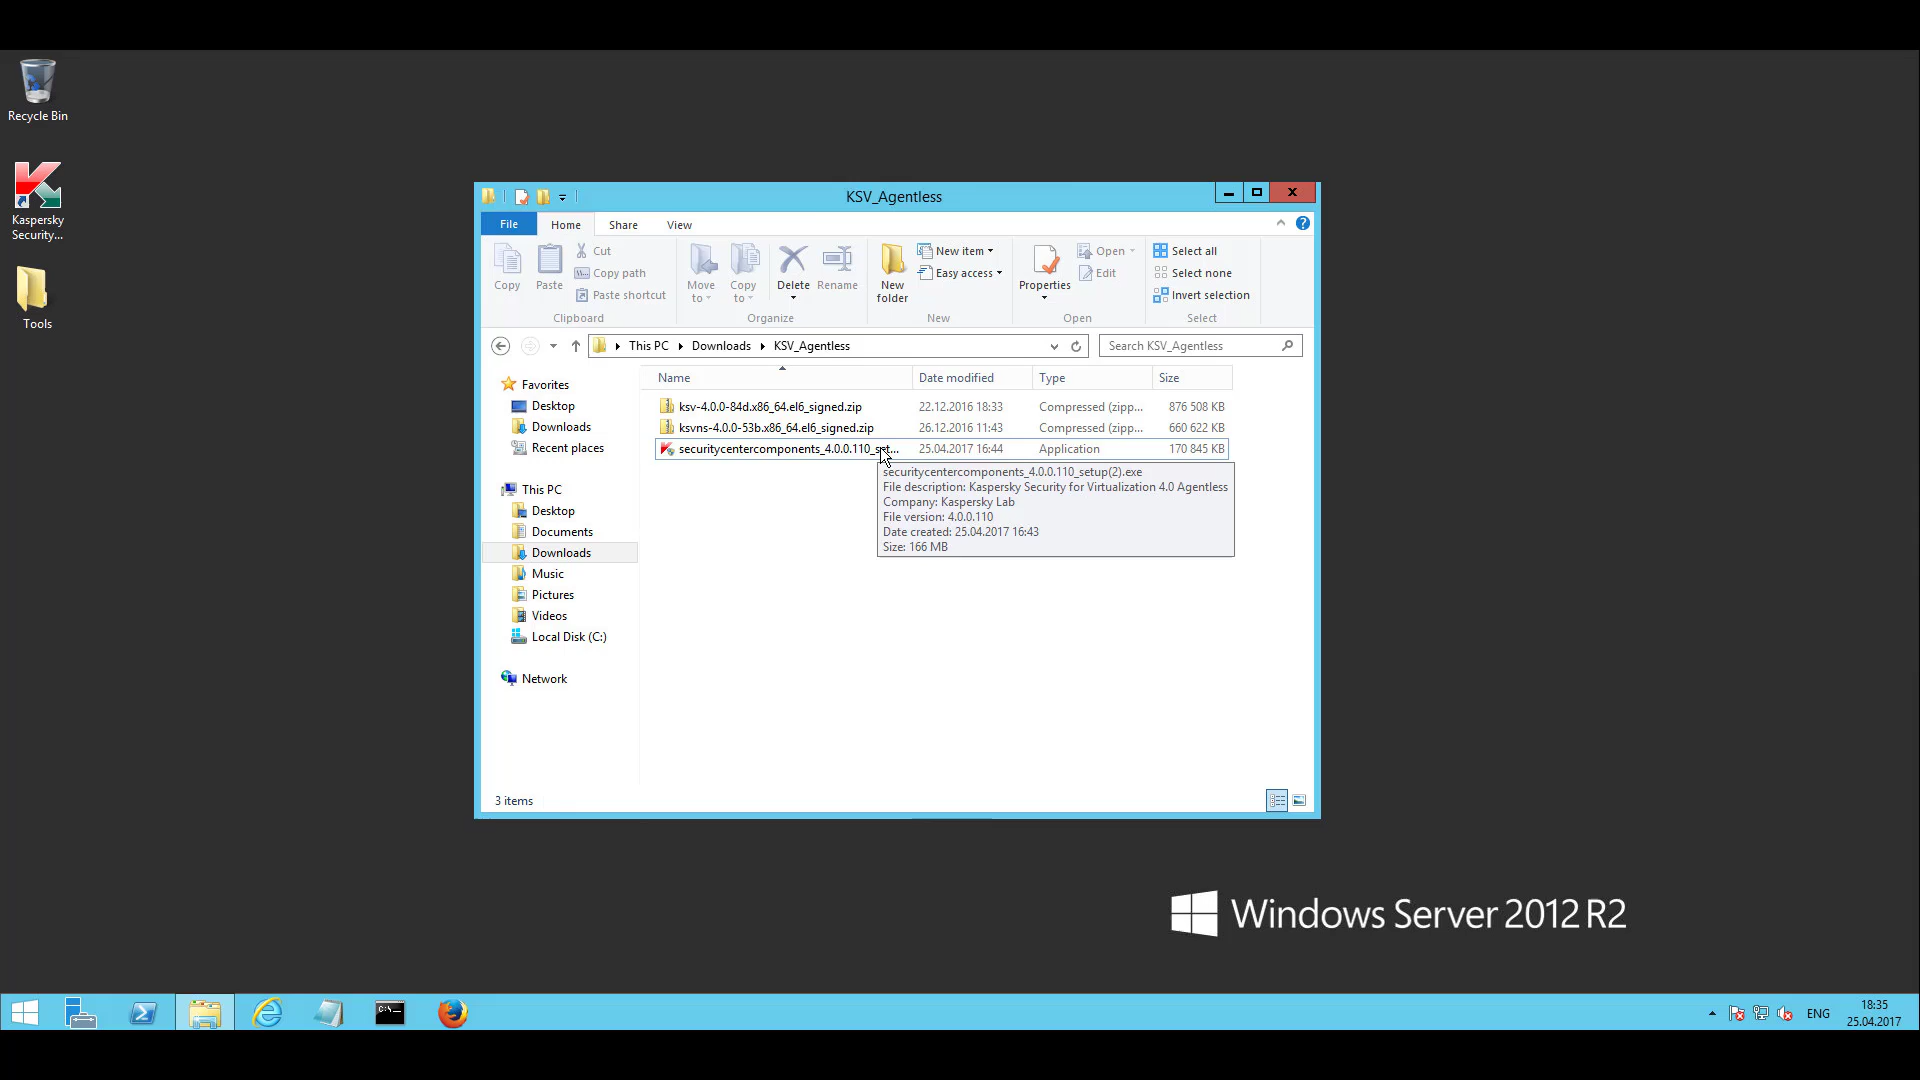 Recycle Bin
Kaspersky
Security...
Tools
KSV_Agentless
File
Home
Share
View
Copy
Paste
Cut
Copy path
Paste shortcut
Clipboard
Move
to
Copy
to
Delete
Rename
Organize
New
folder
New item
Easy access
New
Properties
Open
Edit
Open
Select all
Select none
Invert selection
Select
This PC
Downloads
KSV_Agentless
Search KSV_Agentless
Name
Date modified
Type
Size
ksv-4.0.0-84d.x86_64.el6_signed.zip 22.12.2016 18:33 Compressed (zipp... 876 508 KB
ksvns-4.0.0-53b.x86_64.el6_signed.zip 26.12.2016 11:43 Compressed (zipp... 660 622 KB
securitycentercomponents_4.0.0.110_set... 25.04.2017 16:44 Application 170 845 KB
securitycentercomponents_4.0.0.110_setup(2).exe
File description: Kaspersky Security for Virtualization 4.0 Agentless
Company: Kaspersky Lab
File version: 4.0.0.110
Date created: 25.04.2017 16:43
Size: 166 MB
Favorites
Desktop
Downloads
Recent places
This PC
Desktop
Documents
Downloads
Music
Pictures
Videos
Local Disk (C:)
Network
3 items
Windows Server 2012 R2
ENG
18:35
25.04.2017